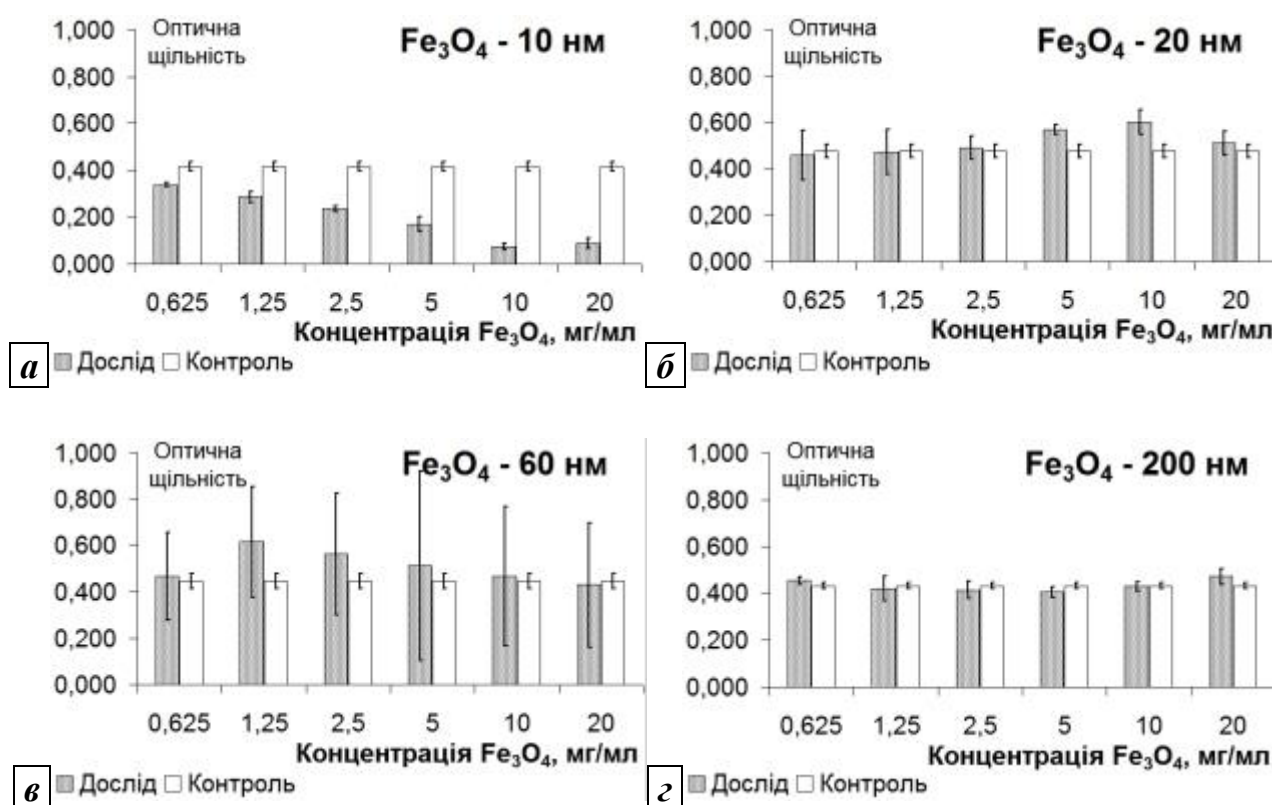 Оптична
щільність
Fe₃O₄ - 10 нм
1,000
0,800
0,600
0,400
0,200
0,000
0,625 1,25 2,5 5 10 20
Концентрація Fe₃O₄, мг/мл
а Дослід Контроль
Оптична
щільність
Fe₃O₄ - 20 нм
1,000
0,800
0,600
0,400
0,200
0,000
0,625 1,25 2,5 5 10 20
Концентрація Fe₃O₄, мг/мл
б Дослід Контроль
Оптична
щільність
Fe₃O₄ - 60 нм
1,000
0,800
0,600
0,400
0,200
0,000
0,625 1,25 2,5 5 10 20
Концентрація Fe₃O₄, мг/мл
в Дослід Контроль
Оптична
щільність
Fe₃O₄ - 200 нм
1,000
0,800
0,600
0,400
0,200
0,000
0,625 1,25 2,5 5 10 20
Концентрація Fe₃O₄, мг/мл
г Дослід Контроль